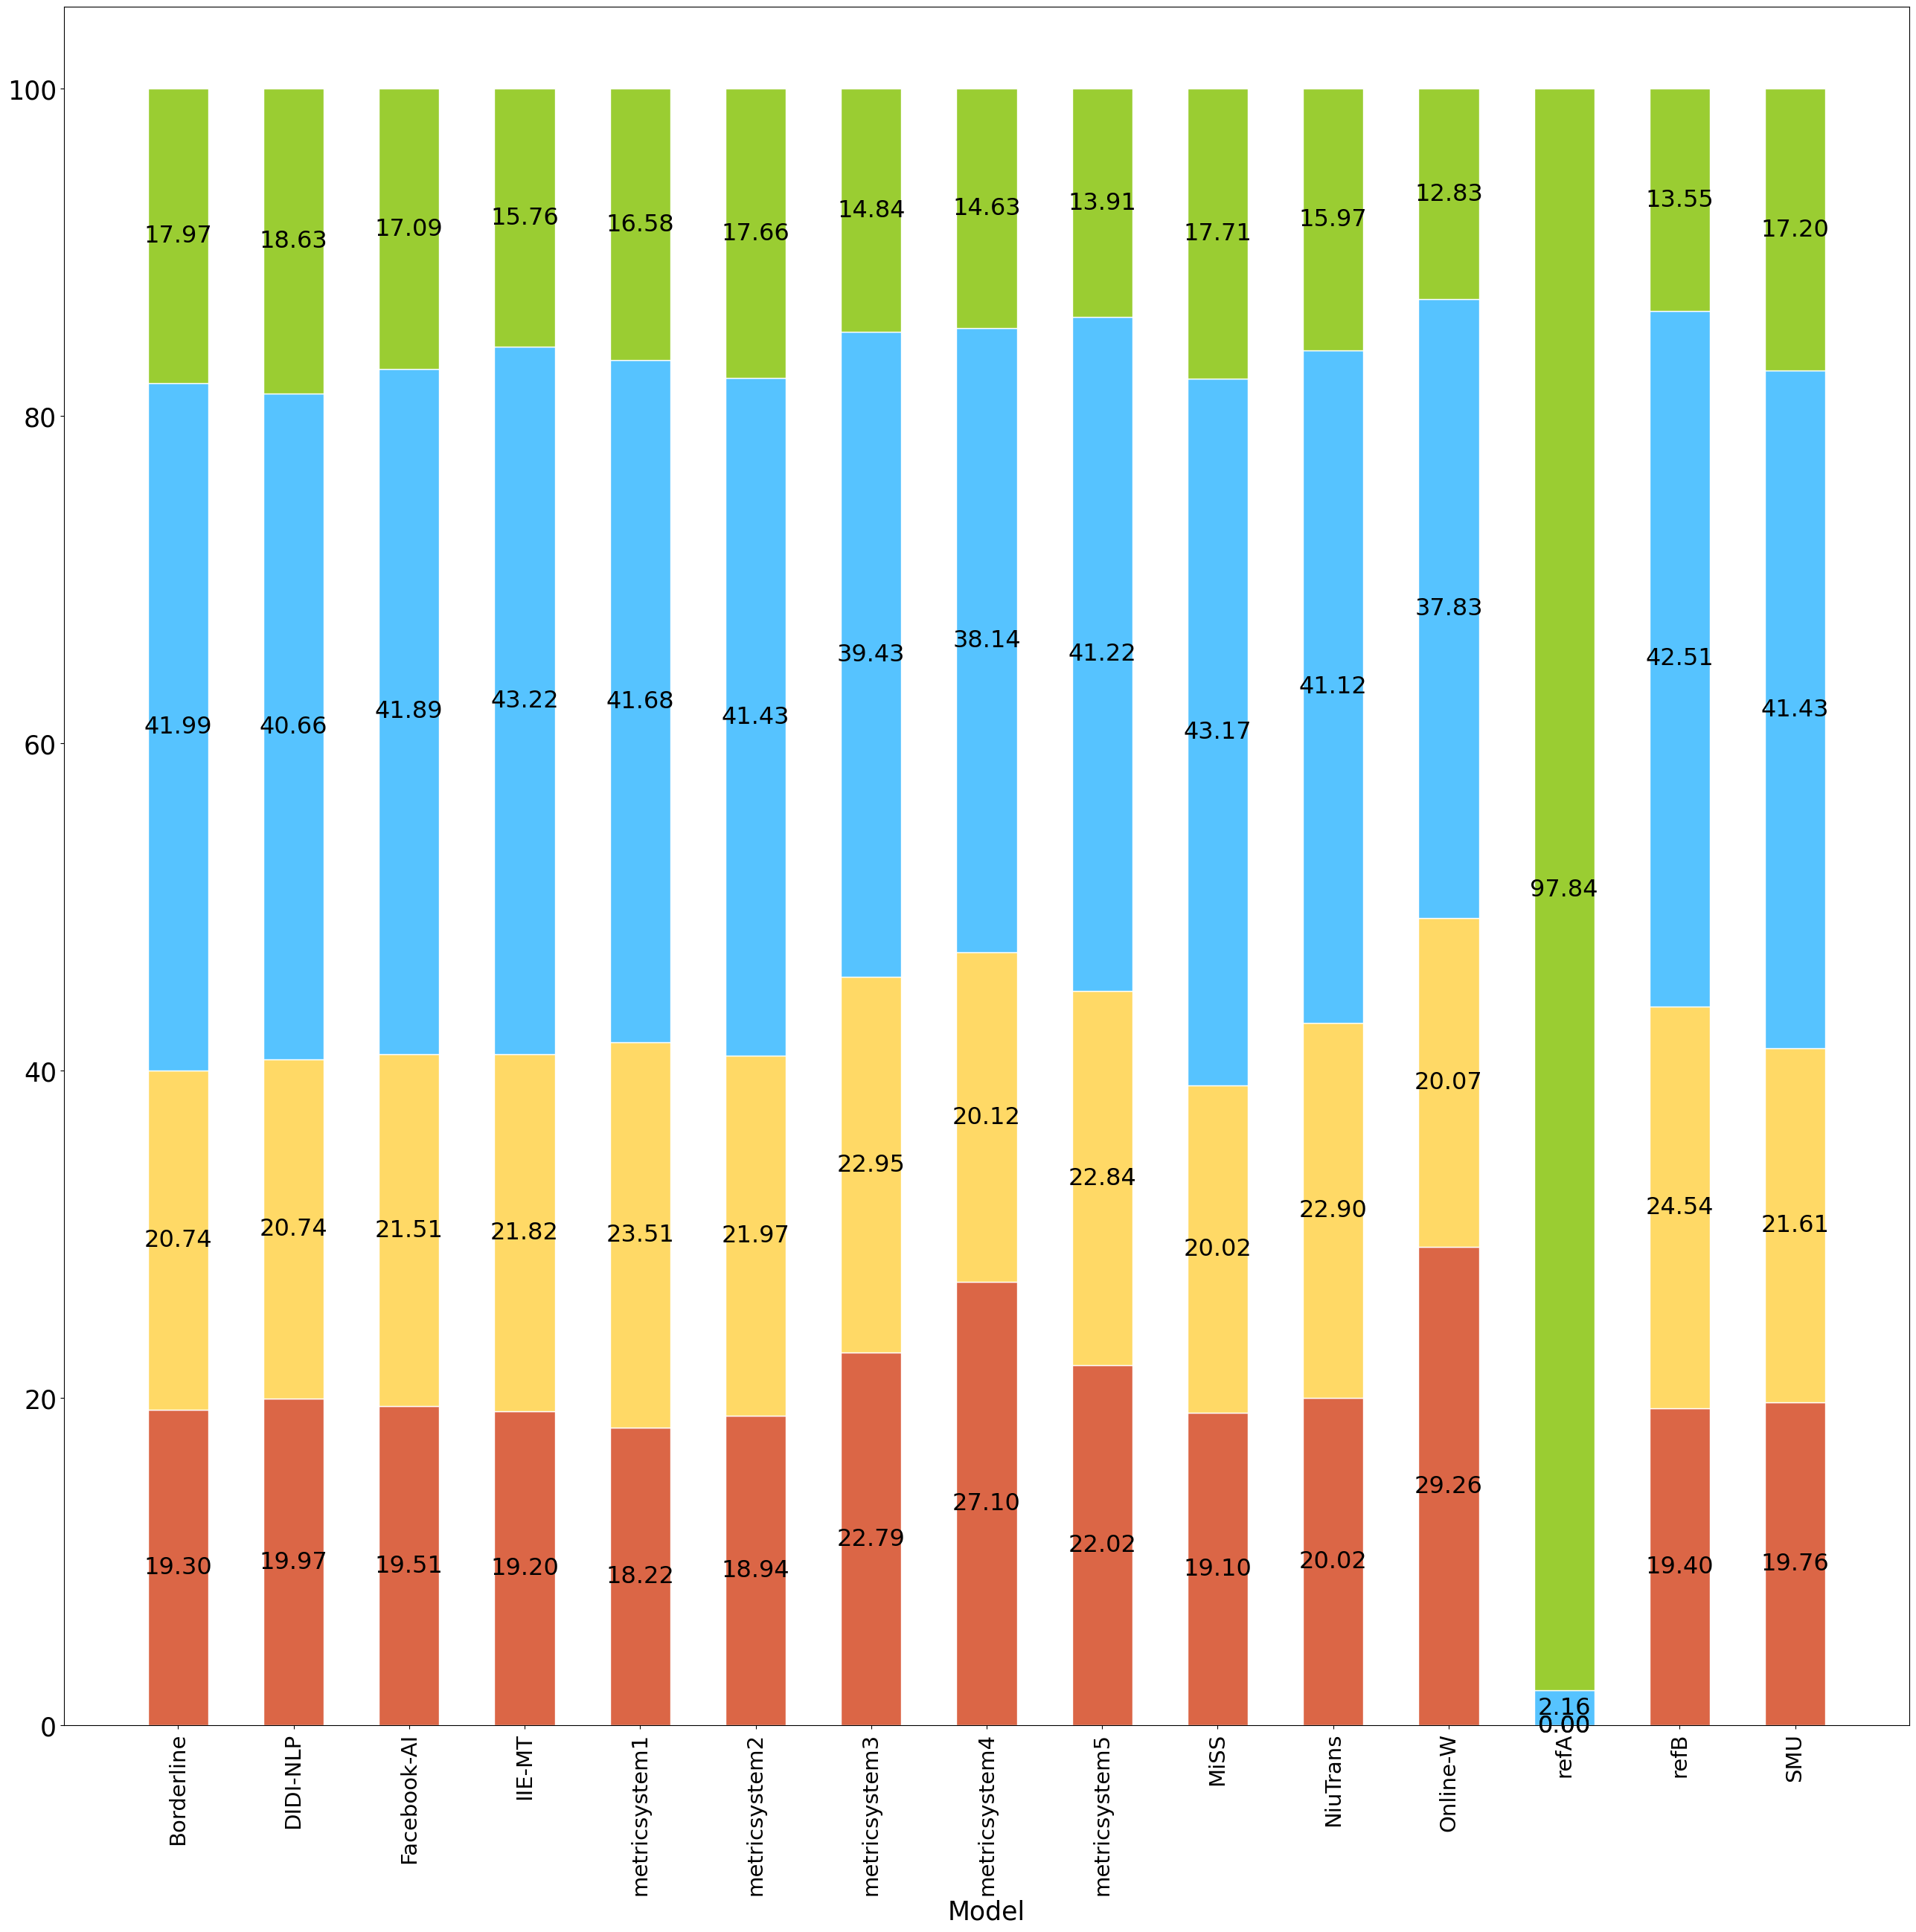 100
80
60
40
20
0
17.97 18.63 17.09 15.76 16.58 17.66 14.84 14.63 13.91 17.71 15.97 12.83 97.84 13.55 17.20
41.99 40.66 41.89 43.22 41.68 41.43 39.43 38.14 41.22 43.17 41.12 37.83 2.16 42.51 41.43
20.74 20.74 21.51 21.82 23.51 21.97 22.95 20.12 22.84 20.02 22.90 20.07 0.00 24.54 21.61
19.30 19.97 19.51 19.20 18.22 18.94 22.79 27.10 22.02 19.10 20.02 29.26 0.00 19.40 19.76
Borderline
DIDI-NLP
Facebook-AI
IIE-MT
metricsystem1
metricsystem2
metricsystem3
metricsystem4
metricsystem5
MiSS
NiuTrans
Online-W
refA
refB
SMU
Model